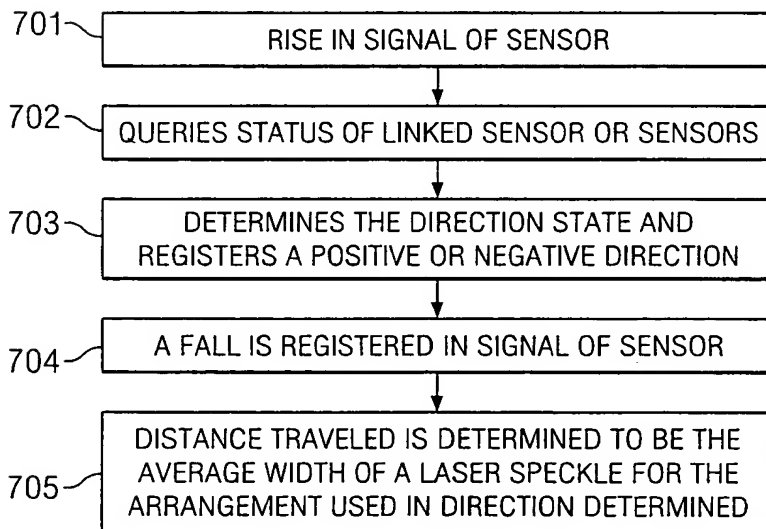 701
RISE IN SIGNAL OF SENSOR
702
QUERIES STATUS OF LINKED SENSOR OR SENSORS
703
DETERMINES THE DIRECTION STATE AND
REGISTERS A POSITIVE OR NEGATIVE DIRECTION
704
A FALL IS REGISTERED IN SIGNAL OF SENSOR
705
DISTANCE TRAVELED IS DETERMINED TO BE THE
AVERAGE WIDTH OF A LASER SPECKLE FOR THE
ARRANGEMENT USED IN DIRECTION DETERMINED